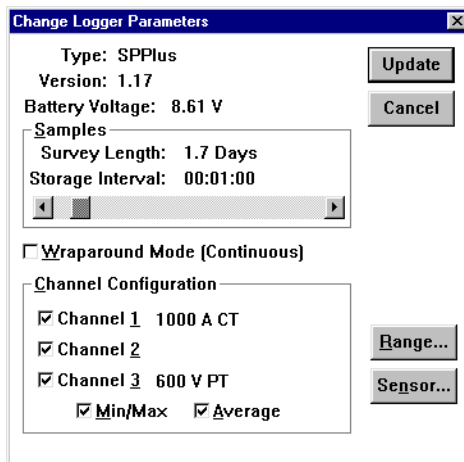 Change Logger Parameters
Type: SPPlus
Version: 1.17
Battery Voltage: 8.61 V
Update
Cancel
Samples
Survey Length: 1.7 Days
Storage Interval: 00:01:00
Wraparound Mode (Continuous)
Channel Configuration
Channel 1 1000 A CT
Channel 2
Channel 3 600 V PT
Min/Max Average
Range...
Sensor...